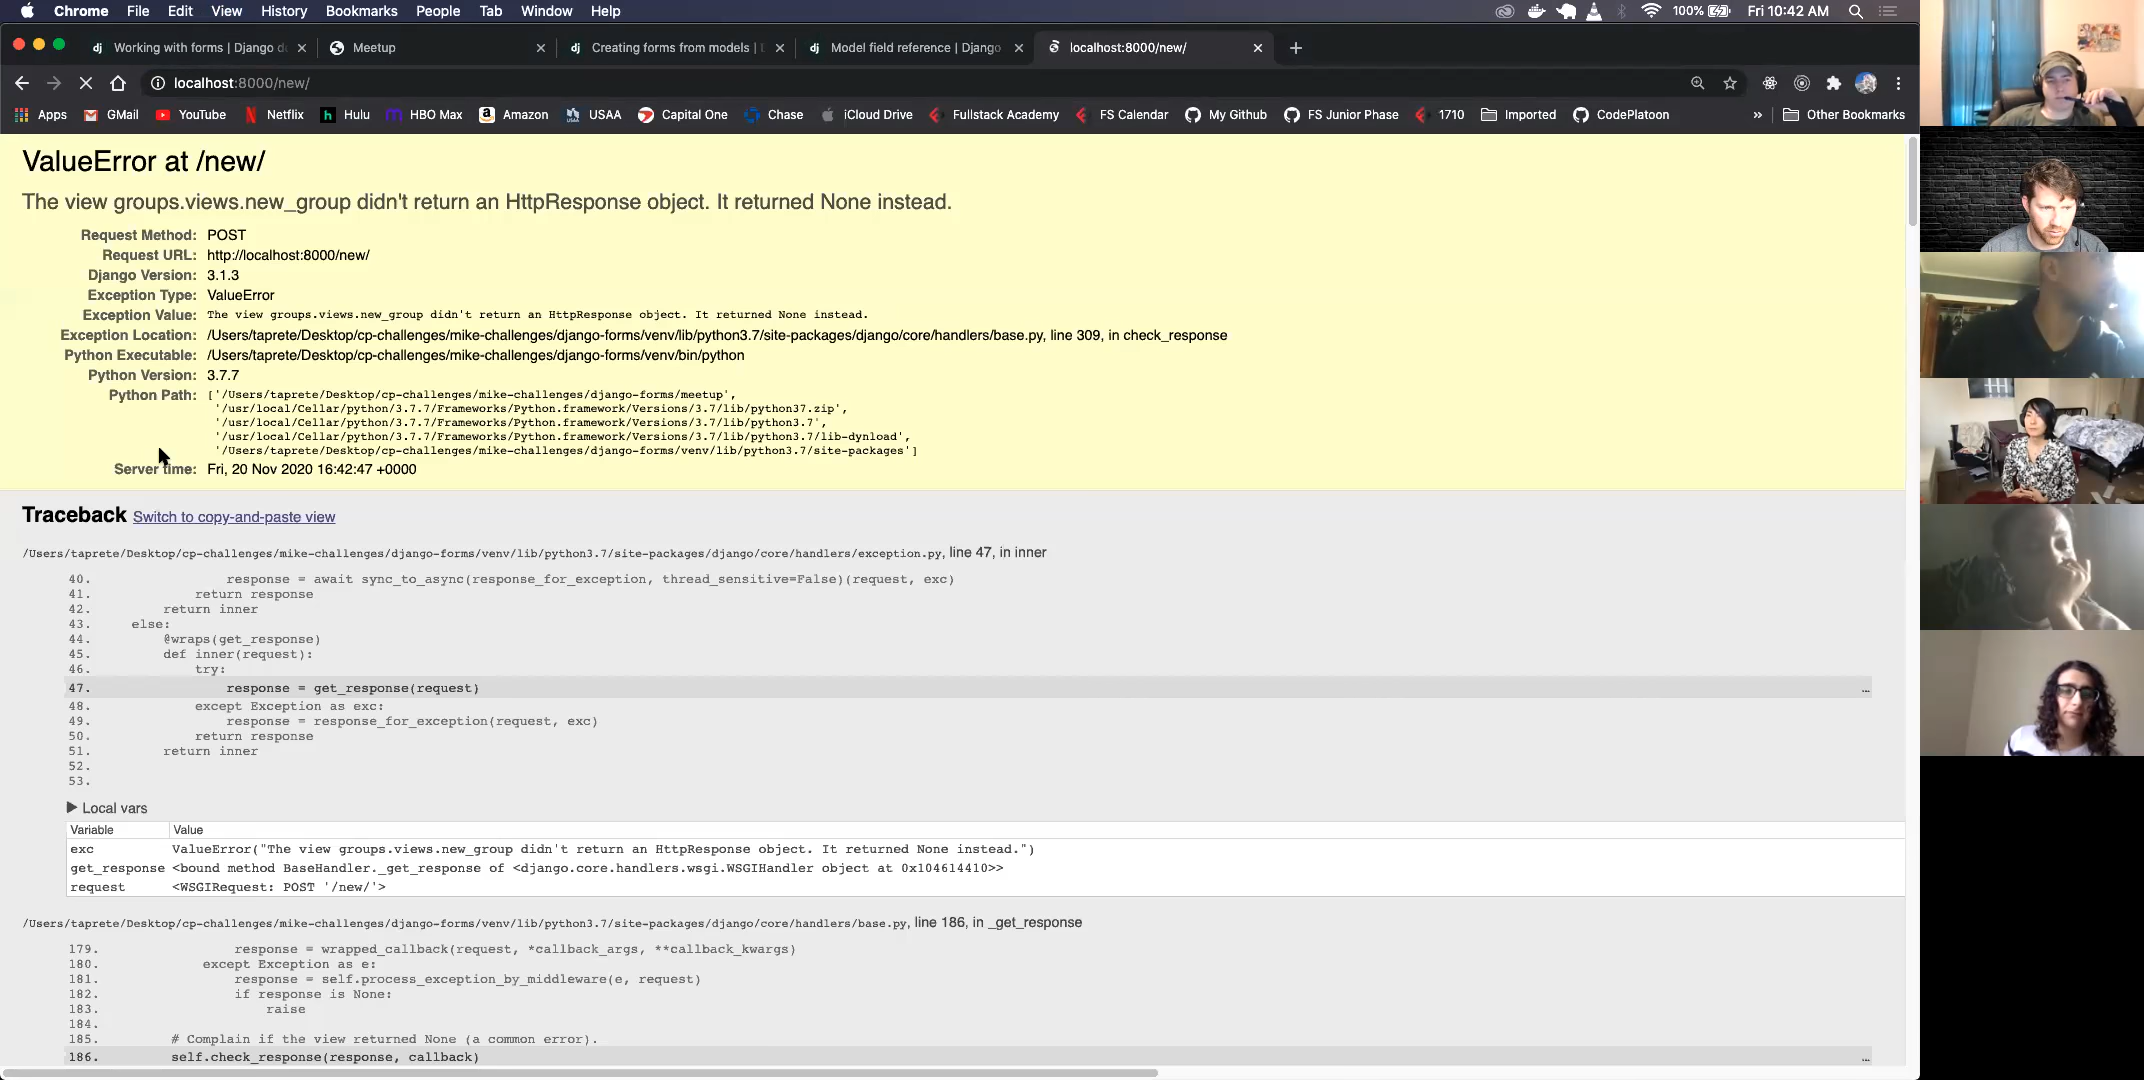 Chrome File Edit View History Bookmarks People Tab Window Help 100% Fri 10:42 AM
Working with forms | Django d
Meetup
Creating forms from models |
Model field reference | Django
localhost:8000/new/
localhost:8000/new/
Apps GMail YouTube Netflix Hulu HBO Max Amazon USAA Capital One Chase iCloud Drive Fullstack Academy FS Calendar My Github FS Junior Phase 1710 Imported CodePlatoon » Other Bookmarks
ValueError at /new/
The view groups.views.new_group didn't return an HttpResponse object. It returned None instead.
Request Method: POST
Request URL: http://localhost:8000/new/
Django Version: 3.1.3
Exception Type: ValueError
Exception Value: The view groups.views.new_group didn't return an HttpResponse object. It returned None instead.
Exception Location: /Users/taprete/Desktop/cp-challenges/mike-challenges/django-forms/venv/lib/python3.7/site-packages/django/core/handlers/base.py, line 309, in check_response
Python Executable: /Users/taprete/Desktop/cp-challenges/mike-challenges/django-forms/venv/bin/python
Python Version: 3.7.7
Python Path: ['/Users/taprete/Desktop/cp-challenges/mike-challenges/django-forms/meetup',
'/usr/local/Cellar/python/3.7.7/Frameworks/Python.framework/Versions/3.7/lib/python37.zip',
'/usr/local/Cellar/python/3.7.7/Frameworks/Python.framework/Versions/3.7/lib/python3.7',
'/usr/local/Cellar/python/3.7.7/Frameworks/Python.framework/Versions/3.7/lib/python3.7/lib-dynload',
'/Users/taprete/Desktop/cp-challenges/mike-challenges/django-forms/venv/lib/python3.7/site-packages']
Server time: Fri, 20 Nov 2020 16:42:47 +0000
Traceback Switch to copy-and-paste view
/Users/taprete/Desktop/cp-challenges/mike-challenges/django-forms/venv/lib/python3.7/site-packages/django/core/handlers/exception.py, line 47, in inner
40. response = await sync_to_async(response_for_exception, thread_sensitive=False)(request, exc)
41. return response
42. return inner
43. else:
44. @wraps(get_response)
45. def inner(request):
46. try:
47. response = get_response(request) …
48. except Exception as exc:
49. response = response_for_exception(request, exc)
50. return response
51. return inner
52.
53.
▶ Local vars
Variable Value
exc ValueError("The view groups.views.new_group didn't return an HttpResponse object. It returned None instead.")
get_response <bound method BaseHandler._get_response of <django.core.handlers.wsgi.WSGIHandler object at 0x104614410>>
request <WSGIRequest: POST '/new/'>
/Users/taprete/Desktop/cp-challenges/mike-challenges/django-forms/venv/lib/python3.7/site-packages/django/core/handlers/base.py, line 186, in _get_response
179. response = wrapped_callback(request, *callback_args, **callback_kwargs)
180. except Exception as e:
181. response = self.process_exception_by_middleware(e, request)
182. if response is None:
183. raise
184.
185. # Complain if the view returned None (a common error).
186. self.check_response(response, callback) …